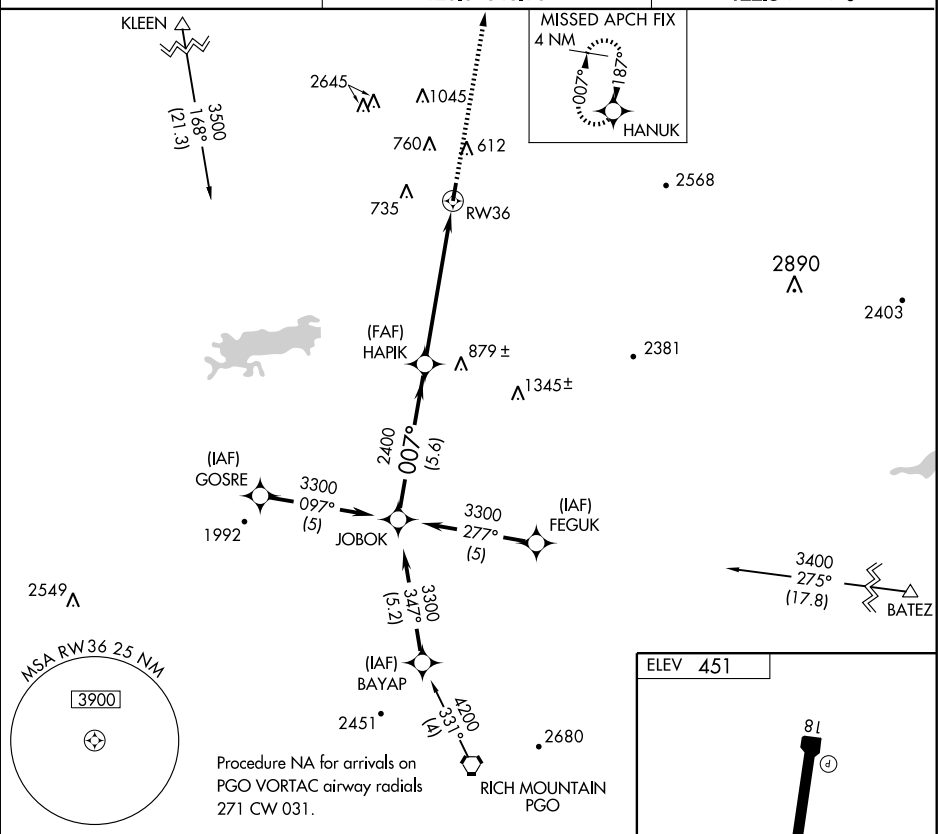 KLEEN
3500
168°
(21.3)
2645
1045
760
612
735
RW36
MISSED APCH FIX
4 NM
007°
187°
HANUK
2568
2890
2403
(FAF)
HAPIK
879 ±
2381
1345±
2400
007°
(5.6)
(IAF)
GOSRE
3300
097°
(5)
1992
JOBOK
3300
277°
(5)
(IAF)
FEGUK
3400
275°
(17.8)
BATEZ
2549
3300
347°
(5.2)
MSA RW36 25 NM
3900
(IAF)
BAYAP
2451
4200
331°
(4)
2680
RICH MOUNTAIN
PGO
Procedure NA for arrivals on
PGO VORTAC airway radials
271 CW 031.
ELEV 451
18
P